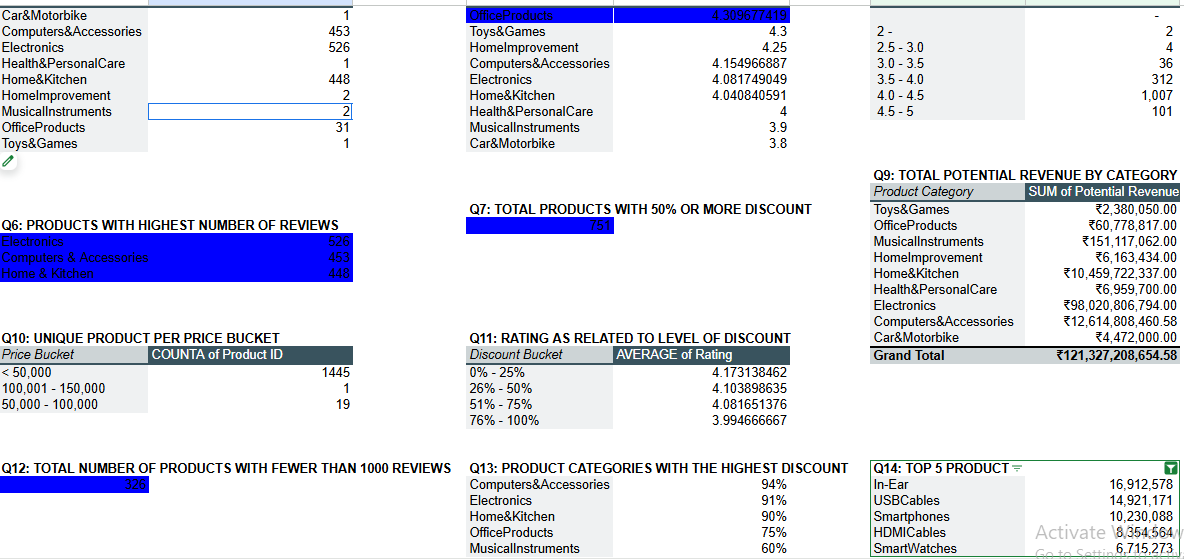 Car&Motorbike 1
Computers&Accessories 453
Electronics 526
Health&PersonalCare 1
Home&Kitchen 448
HomeImprovement 2
MusicalInstruments 2
OfficeProducts 31
Toys&Games 1
OfficeProducts 4.309677419
Toys&Games 4.3
HomeImprovement 4.25
Computers&Accessories 4.154966887
Electronics 4.081749049
Home&Kitchen 4.040840591
Health&PersonalCare 4
MusicalInstruments 3.9
Car&Motorbike 3.8
-
2 - 2
2.5 - 3.0 4
3.0 - 3.5 36
3.5 - 4.0 312
4.0 - 4.5 1,007
4.5 - 5 101
Q6: PRODUCTS WITH HIGHEST NUMBER OF REVIEWS
Electronics 526
Computers & Accessories 453
Home & Kitchen 448
Q7: TOTAL PRODUCTS WITH 50% OR MORE DISCOUNT
751
Q9: TOTAL POTENTIAL REVENUE BY CATEGORY
Product Category SUM of Potential Revenue
Toys&Games ₹2,380,050.00
OfficeProducts ₹60,778,817.00
MusicalInstruments ₹151,117,062.00
HomeImprovement ₹6,163,434.00
Home&Kitchen ₹10,459,722,337.00
Health&PersonalCare ₹6,959,700.00
Electronics ₹98,020,806,794.00
Computers&Accessories ₹12,614,808,460.58
Car&Motorbike ₹4,472,000.00
Grand Total ₹121,327,208,654.58
Q10: UNIQUE PRODUCT PER PRICE BUCKET
Price Bucket COUNTA of Product ID
< 50,000 1445
100,001 - 150,000 1
50,000 - 100,000 19
Q11: RATING AS RELATED TO LEVEL OF DISCOUNT
Discount Bucket AVERAGE of Rating
0% - 25% 4.173138462
26% - 50% 4.103898635
51% - 75% 4.081651376
76% - 100% 3.994666667
Q12: TOTAL NUMBER OF PRODUCTS WITH FEWER THAN 1000 REVIEWS
326
Q13: PRODUCT CATEGORIES WITH THE HIGHEST DISCOUNT
Computers&Accessories 94%
Electronics 91%
Home&Kitchen 90%
OfficeProducts 75%
MusicalInstruments 60%
Q14: TOP 5 PRODUCT
In-Ear 16,912,578
USBCables 14,921,171
Smartphones 10,230,088
HDMICables 8,354,564
SmartWatches 6,715,273
Activate Window
Go to Setting